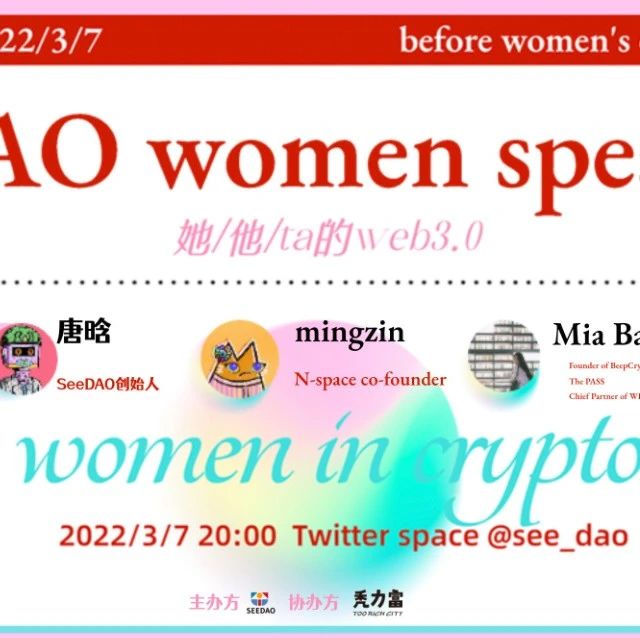 22/3/7
before women's
AO women spe
她/他/ta的web3.0
唐晗
SeeDAO创始人
mingzin
N-space co-founder
Mia Ba
Founder of BeepCry
The PASS
Chief Partner of W
women in crypto
2022/3/7 20:00 Twitter space @see_dao
主办方 SEEDAO 协办方 秃力富
TOO RICH CITY